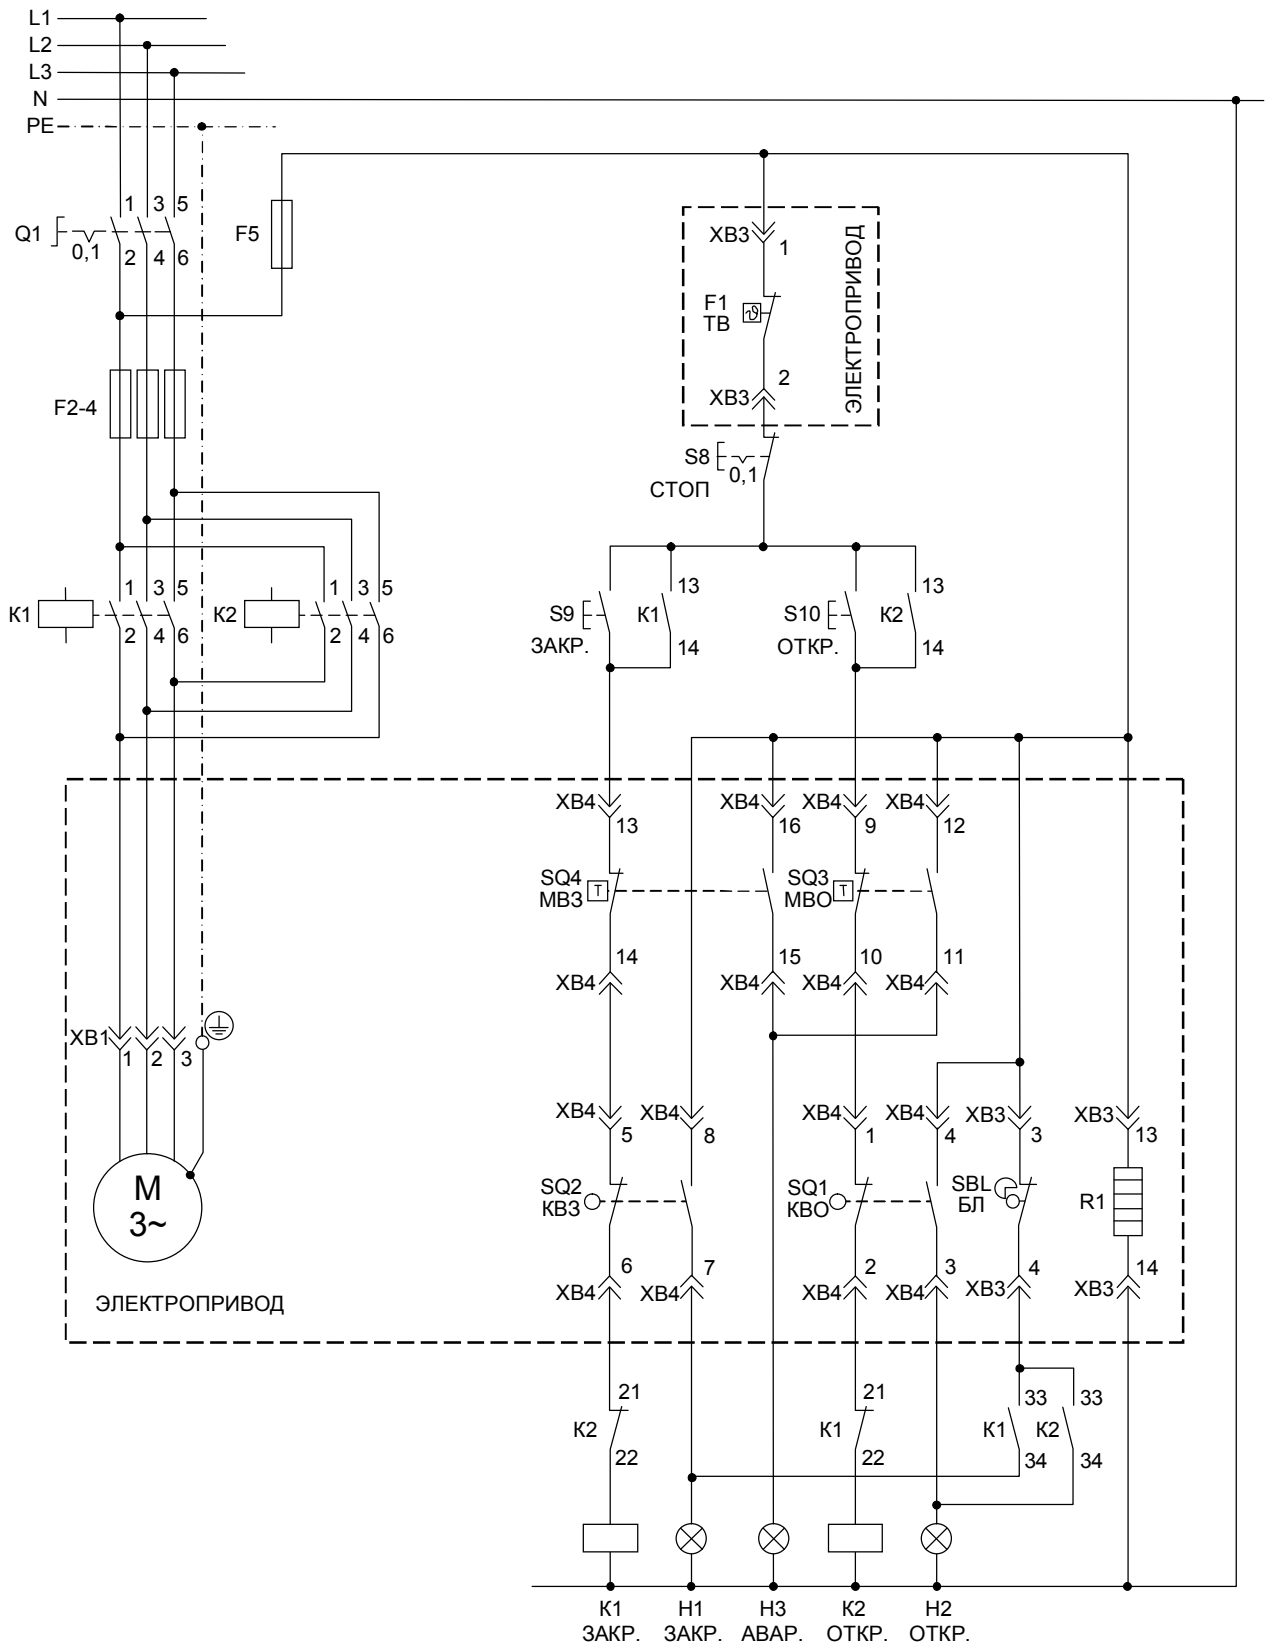 L1
L2
L3
N
PE
1 3 5
Q1
0,1
2 4 6
F5
XB3
1
F1
ТВ
2
XB3
ЭЛЕКТРОПРИВОД
F2-4
S8
0,1
СТОП
1 3 5
K1
2 4 6
1 3 5
K2
2 4 6
S9
ЗАКР.
13
K1
14
S10
ОТКР.
13
K2
14
XB4 XB4 XB4 XB4
13 16 9 12
SQ4
МВЗ
T
SQ3
МВО
T
14 15 10 11
XB4 XB4 XB4 XB4
XB1
1 2 3
XB4 XB4 XB4 XB4 XB3 XB3
5 8 1 4 3 13
M
3~
SQ2
КВЗ
SQ1
КВО
SBL
БЛ
R1
6 7 2 3 4 14
XB4 XB4 XB4 XB4 XB3 XB3
ЭЛЕКТРОПРИВОД
21
K2
22
21
K1
22
33
K1
34
33
K2
34
K1 H1 H3 K2 H2
ЗАКР. ЗАКР. АВАР. ОТКР. ОТКР.